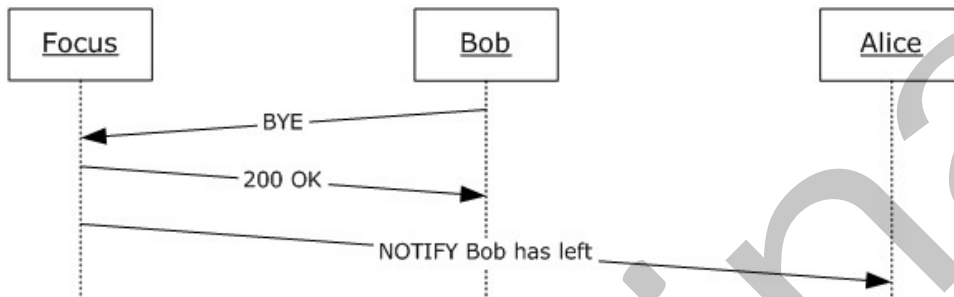 Focus
Bob
Alice
BYE
200 OK
NOTIFY Bob has left